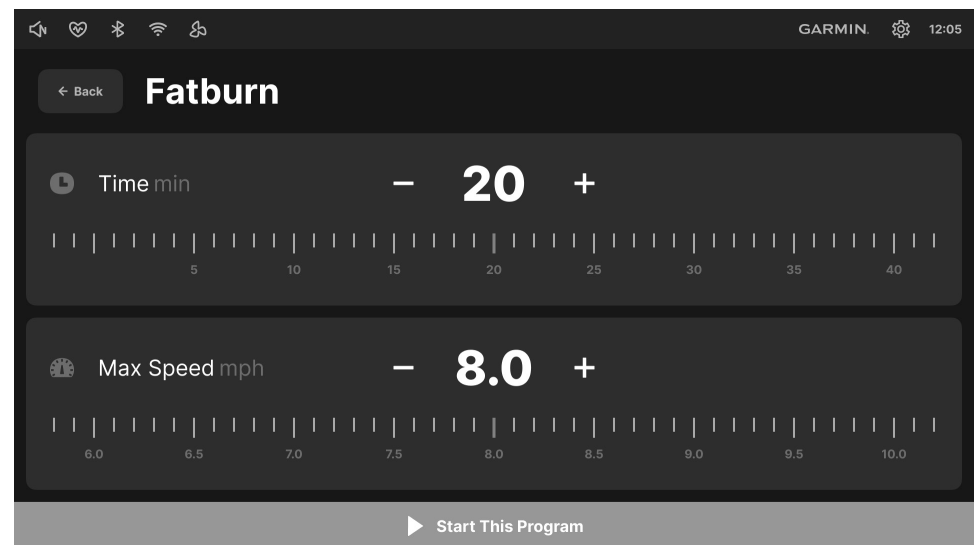 GARMIN. 12:05
← Back Fatburn
Time min − 20 +
5 10 15 20 25 30 35 40
Max Speed mph − 8.0 +
6.0 6.5 7.0 7.5 8.0 8.5 9.0 9.5 10.0
Start This Program